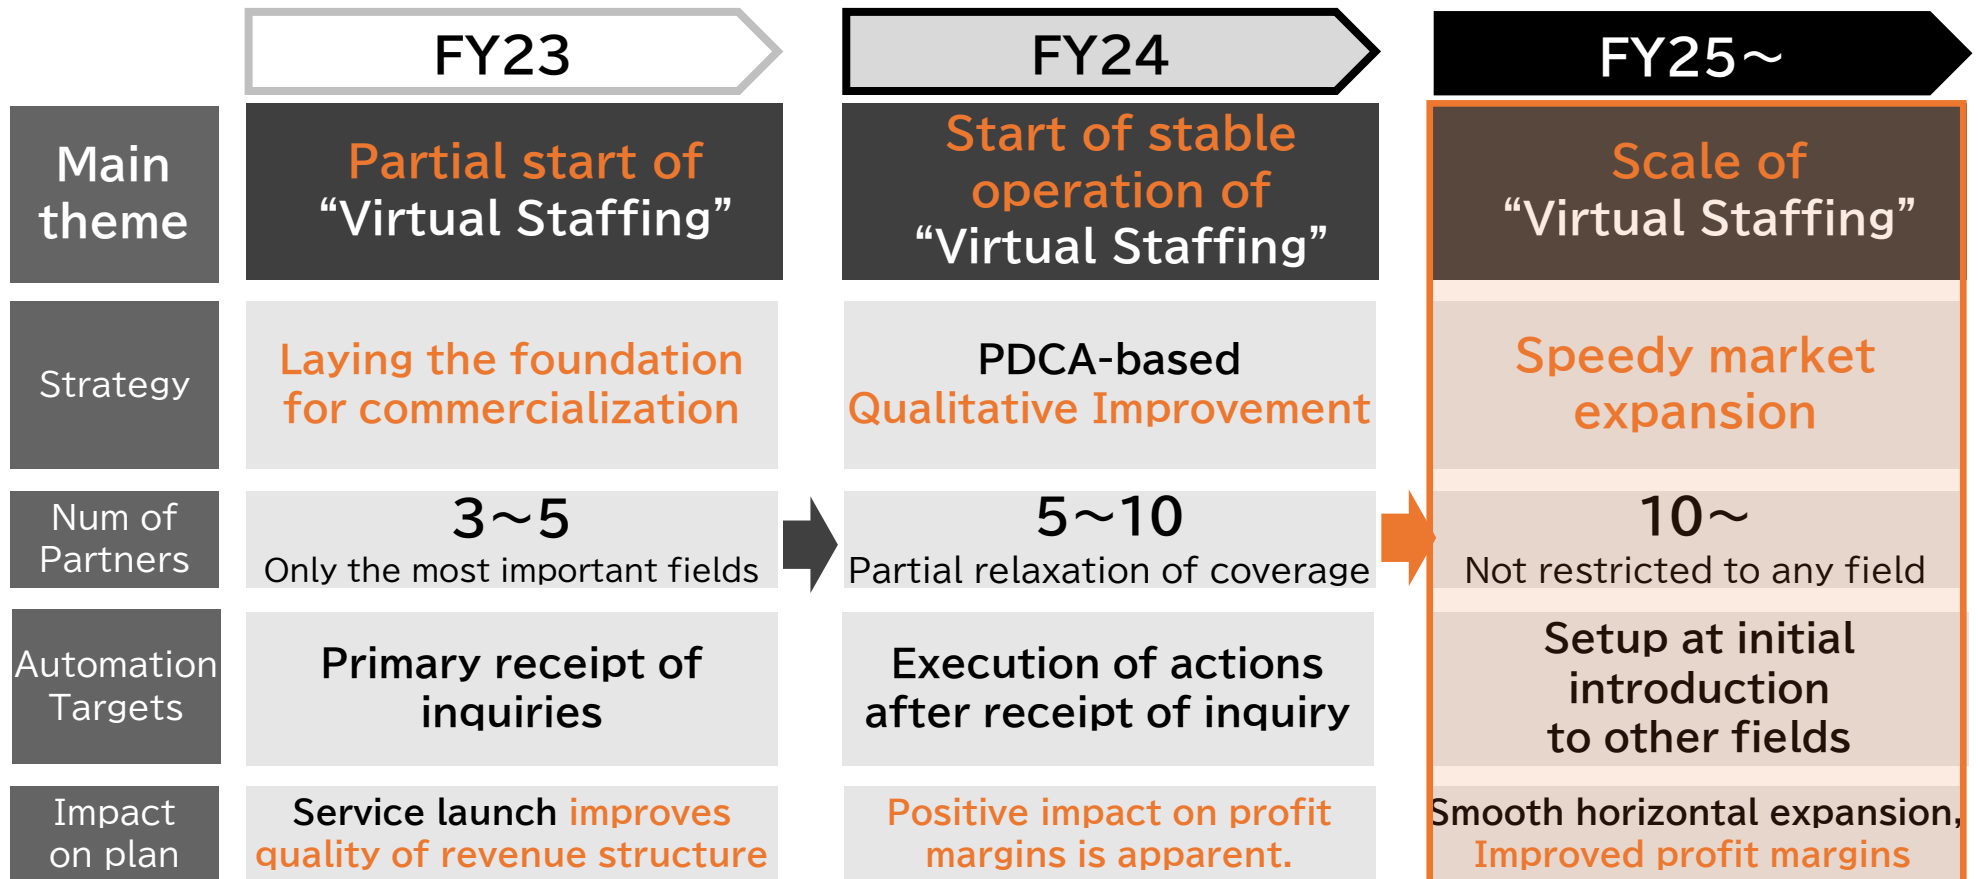 FY23
FY24
FY25～
Main
theme
Partial start of
“Virtual Staffing”
Start of stable
operation of
“Virtual Staffing”
Scale of
“Virtual Staffing”
Strategy
Laying the foundation
for commercialization
PDCA-based
Qualitative Improvement
Speedy market
expansion
Num of
Partners
3～5
Only the most important fields
5～10
Partial relaxation of coverage
10～
Not restricted to any field
Automation
Targets
Primary receipt of
inquiries
Execution of actions
after receipt of inquiry
Setup at initial
introduction
to other fields
Impact
on plan
Service launch improves
quality of revenue structure
Positive impact on profit
margins is apparent.
Smooth horizontal expansion,
Improved profit margins